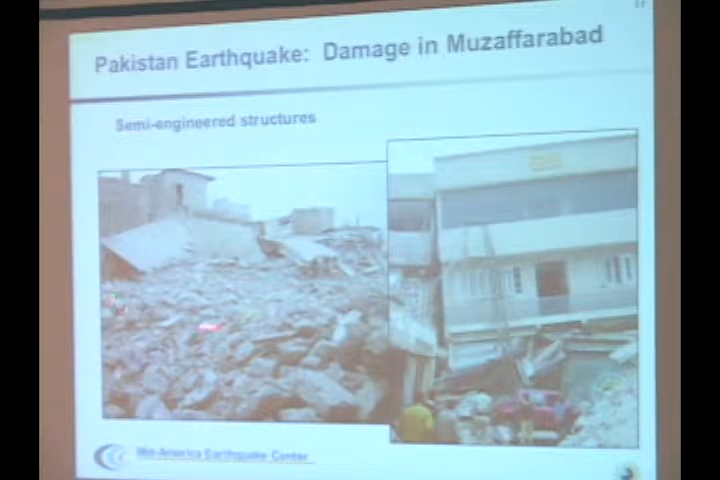 Pakistan Earthquake: Damage in Muzaffarabad
Semi-engineered structures
Mid-America Earthquake Center